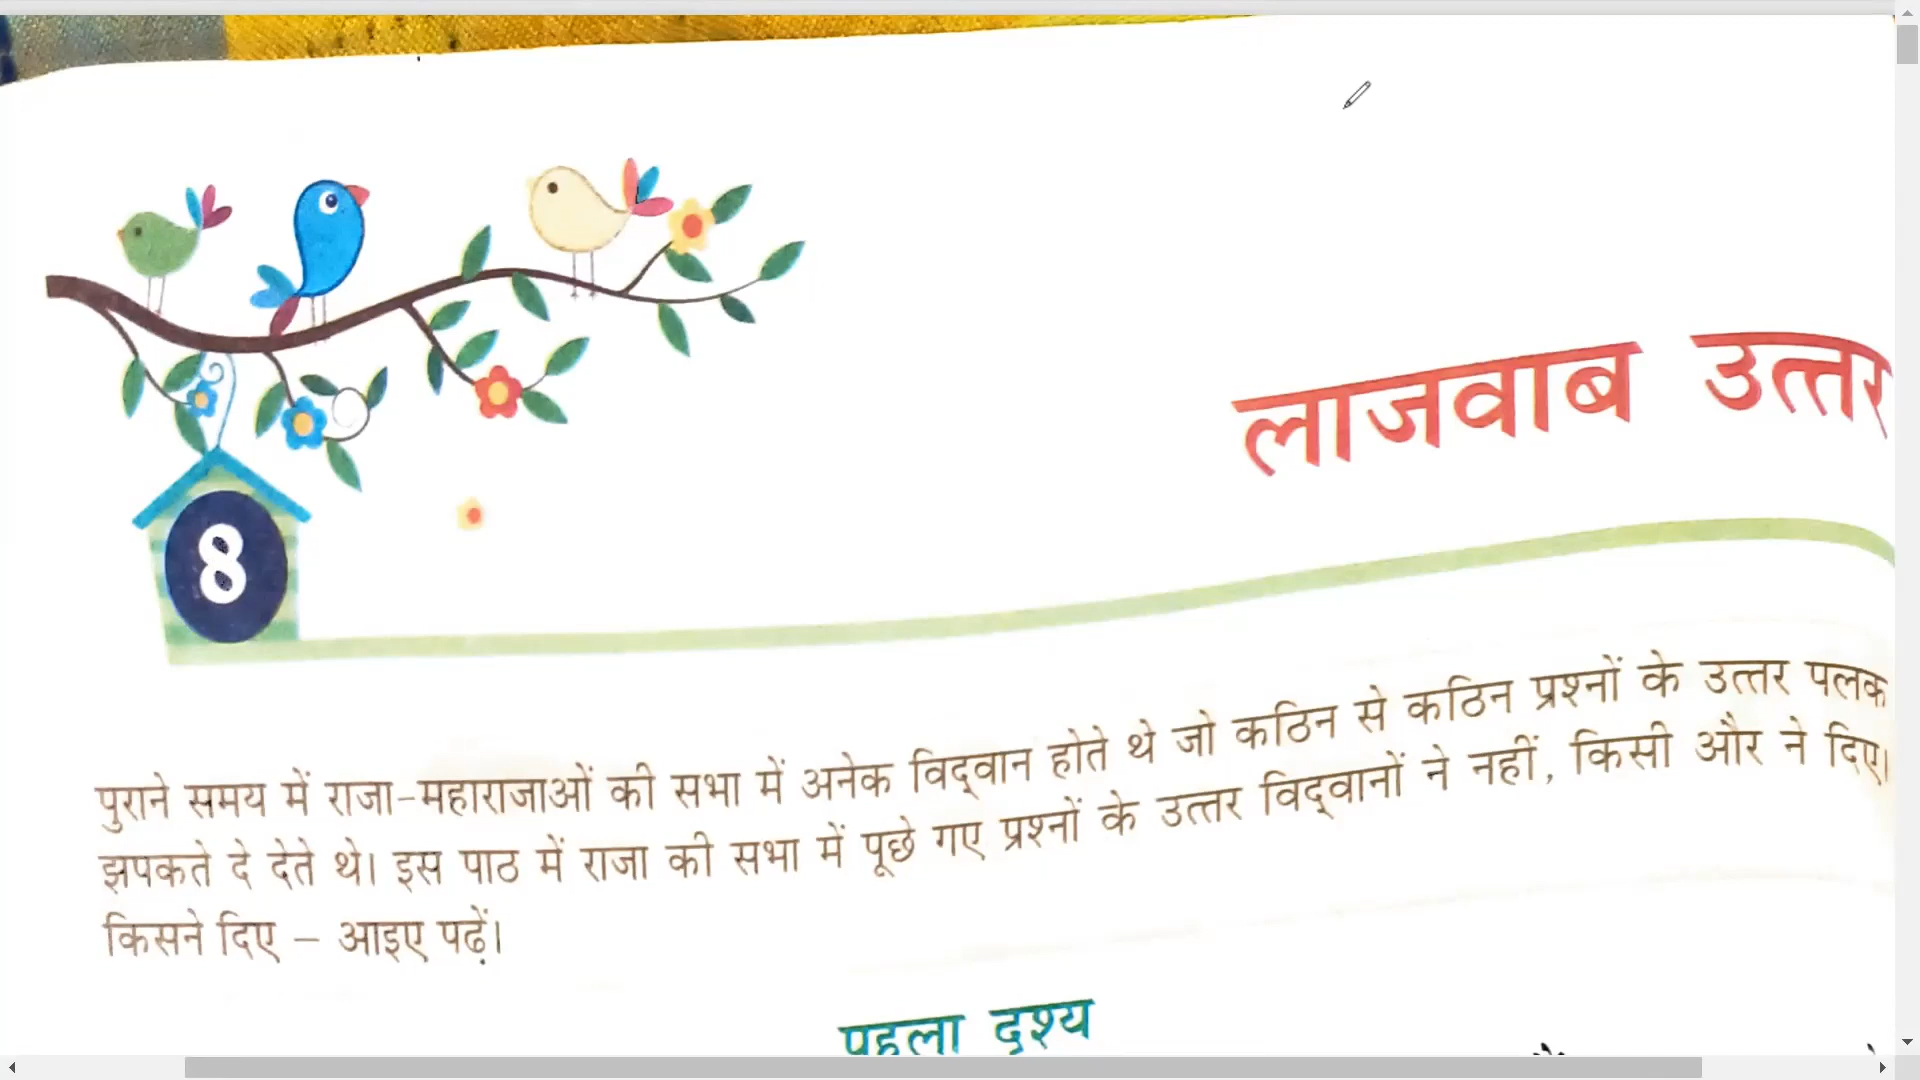 लाजवाब उत्तर
8
पुराने समय में राजा-महाराजाओं की सभा में अनेक विद्वान होते थे जो कठिन से कठिन प्रश्नों के उत्तर पलक
झपकते दे देते थे। इस पाठ में राजा की सभा में पूछे गए प्रश्नों के उत्तर विद्वानों ने नहीं, किसी और ने दिए।
किसने दिए – आइए पढ़ें।
पहला दृश्य